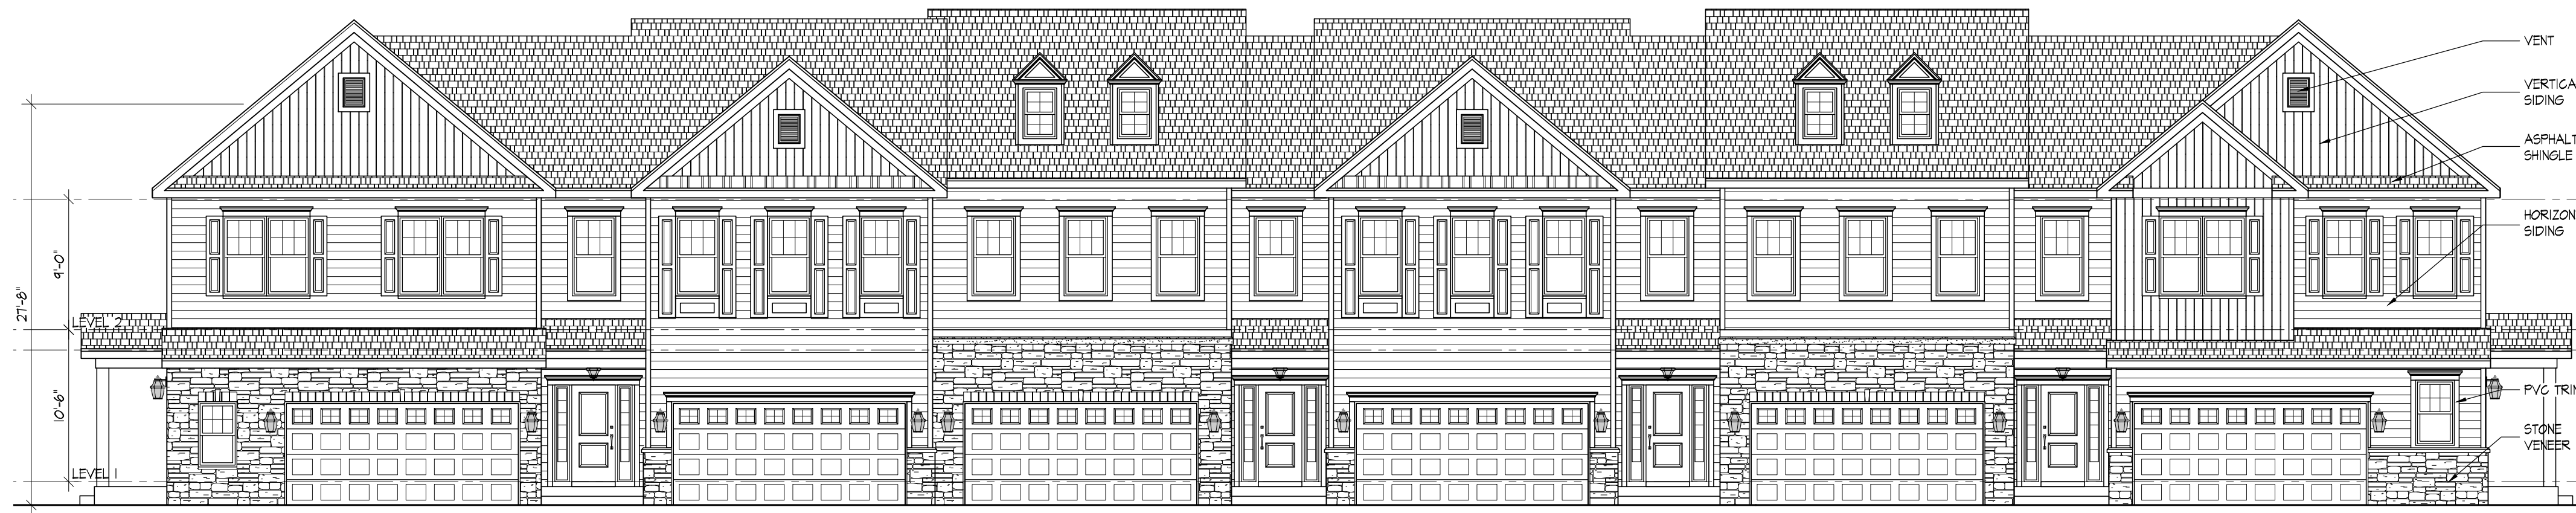 VENT
VERTICA
SIDING
ASPHALT
SHINGLE
HORIZON
SIDING
PVC TRIM
STONE
VENEER
27'-8"
9'-0"
10'-6"
LEVEL 2
LEVEL 1